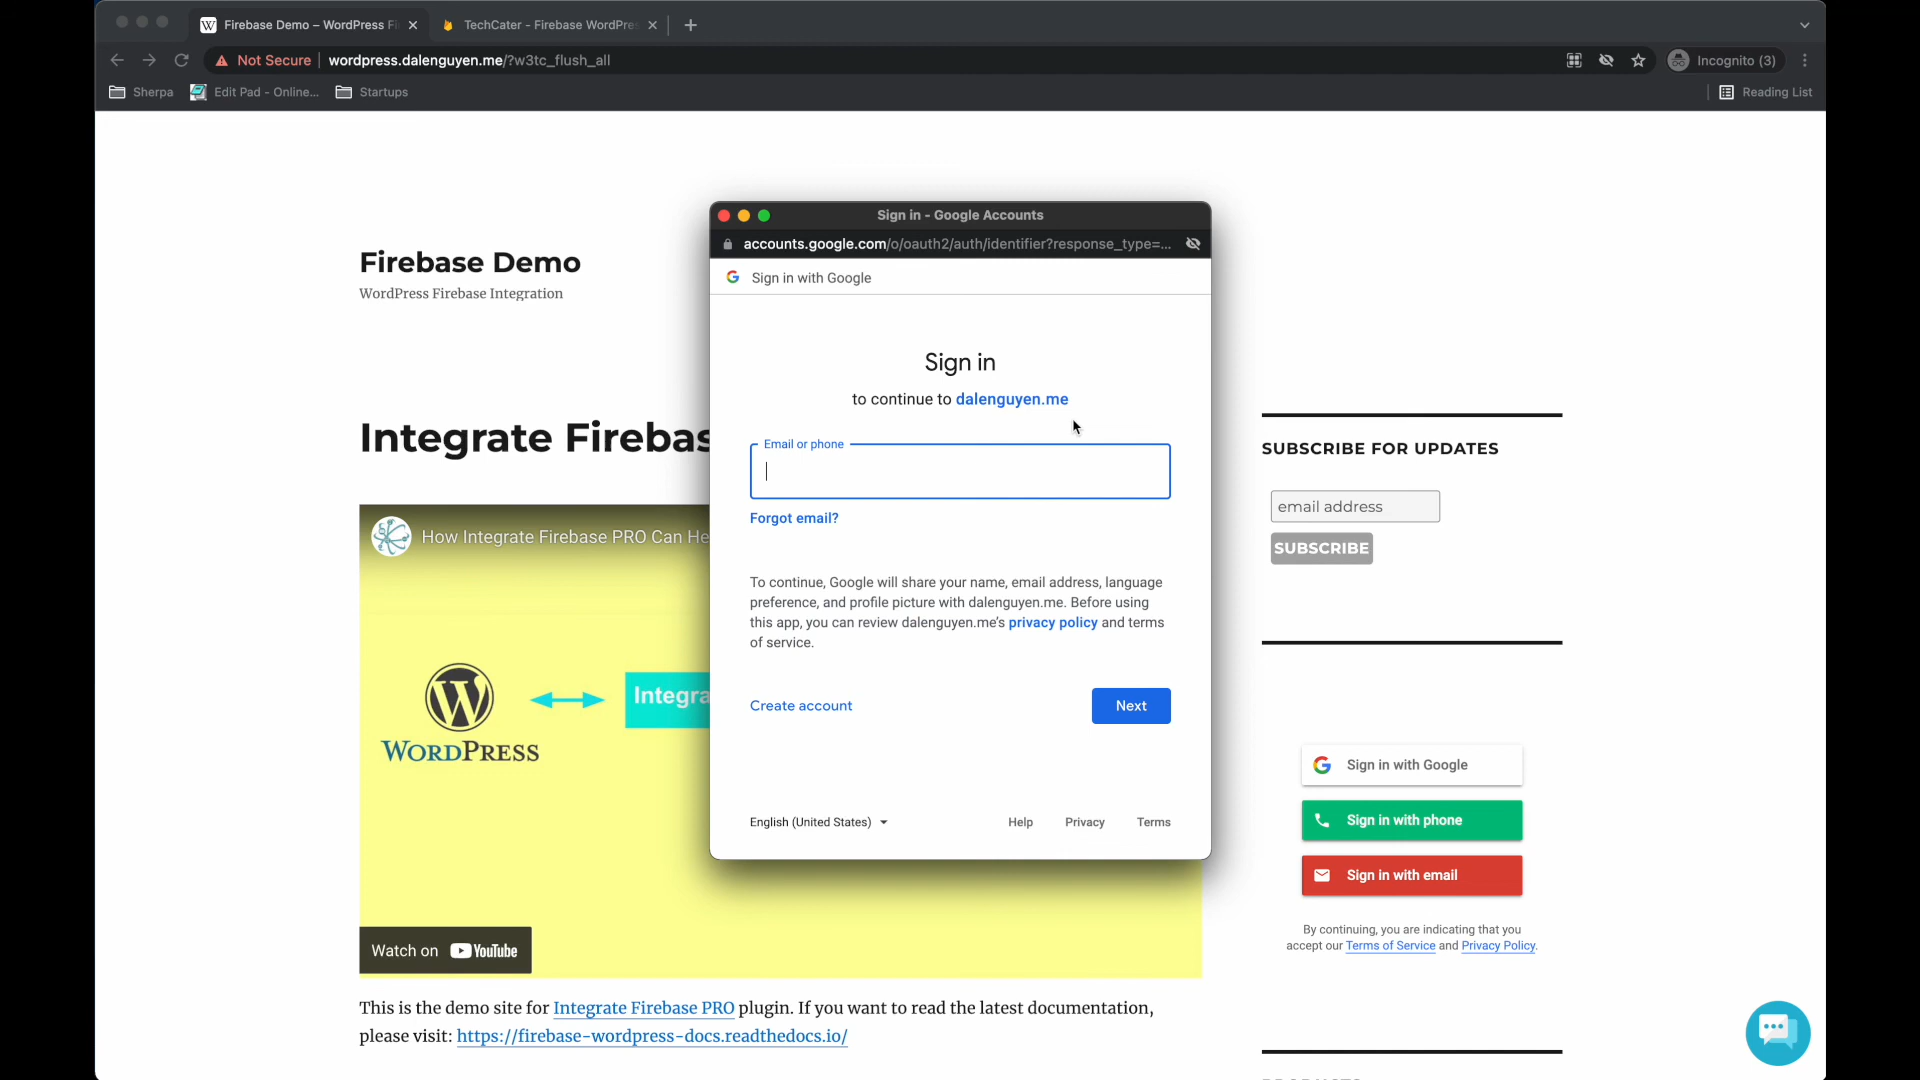 Firebase Demo – WordPress Fi
TechCater - Firebase WordPres
Not Secure
wordpress.dalenguyen.me/?w3tc_flush_all
Incognito (3)
Sherpa
Edit Pad - Online...
Startups
Reading List
Firebase Demo
WordPress Firebase Integration
Integrate Firebas
How Integrate Firebase PRO Can He
WORDPRESS
Integra
Watch on YouTube
This is the demo site for Integrate Firebase PRO plugin. If you want to read the latest documentation,
please visit: https://firebase-wordpress-docs.readthedocs.io/
Sign in - Google Accounts
accounts.google.com/o/oauth2/auth/identifier?response_type=...
Sign in with Google
Sign in
to continue to dalenguyen.me
Email or phone
Forgot email?
To continue, Google will share your name, email address, language
preference, and profile picture with dalenguyen.me. Before using
this app, you can review dalenguyen.me's privacy policy and terms
of service.
Create account
Next
English (United States)
Help
Privacy
Terms
SUBSCRIBE FOR UPDATES
email address
SUBSCRIBE
Sign in with Google
Sign in with phone
Sign in with email
By continuing, you are indicating that you
accept our Terms of Service and Privacy Policy.